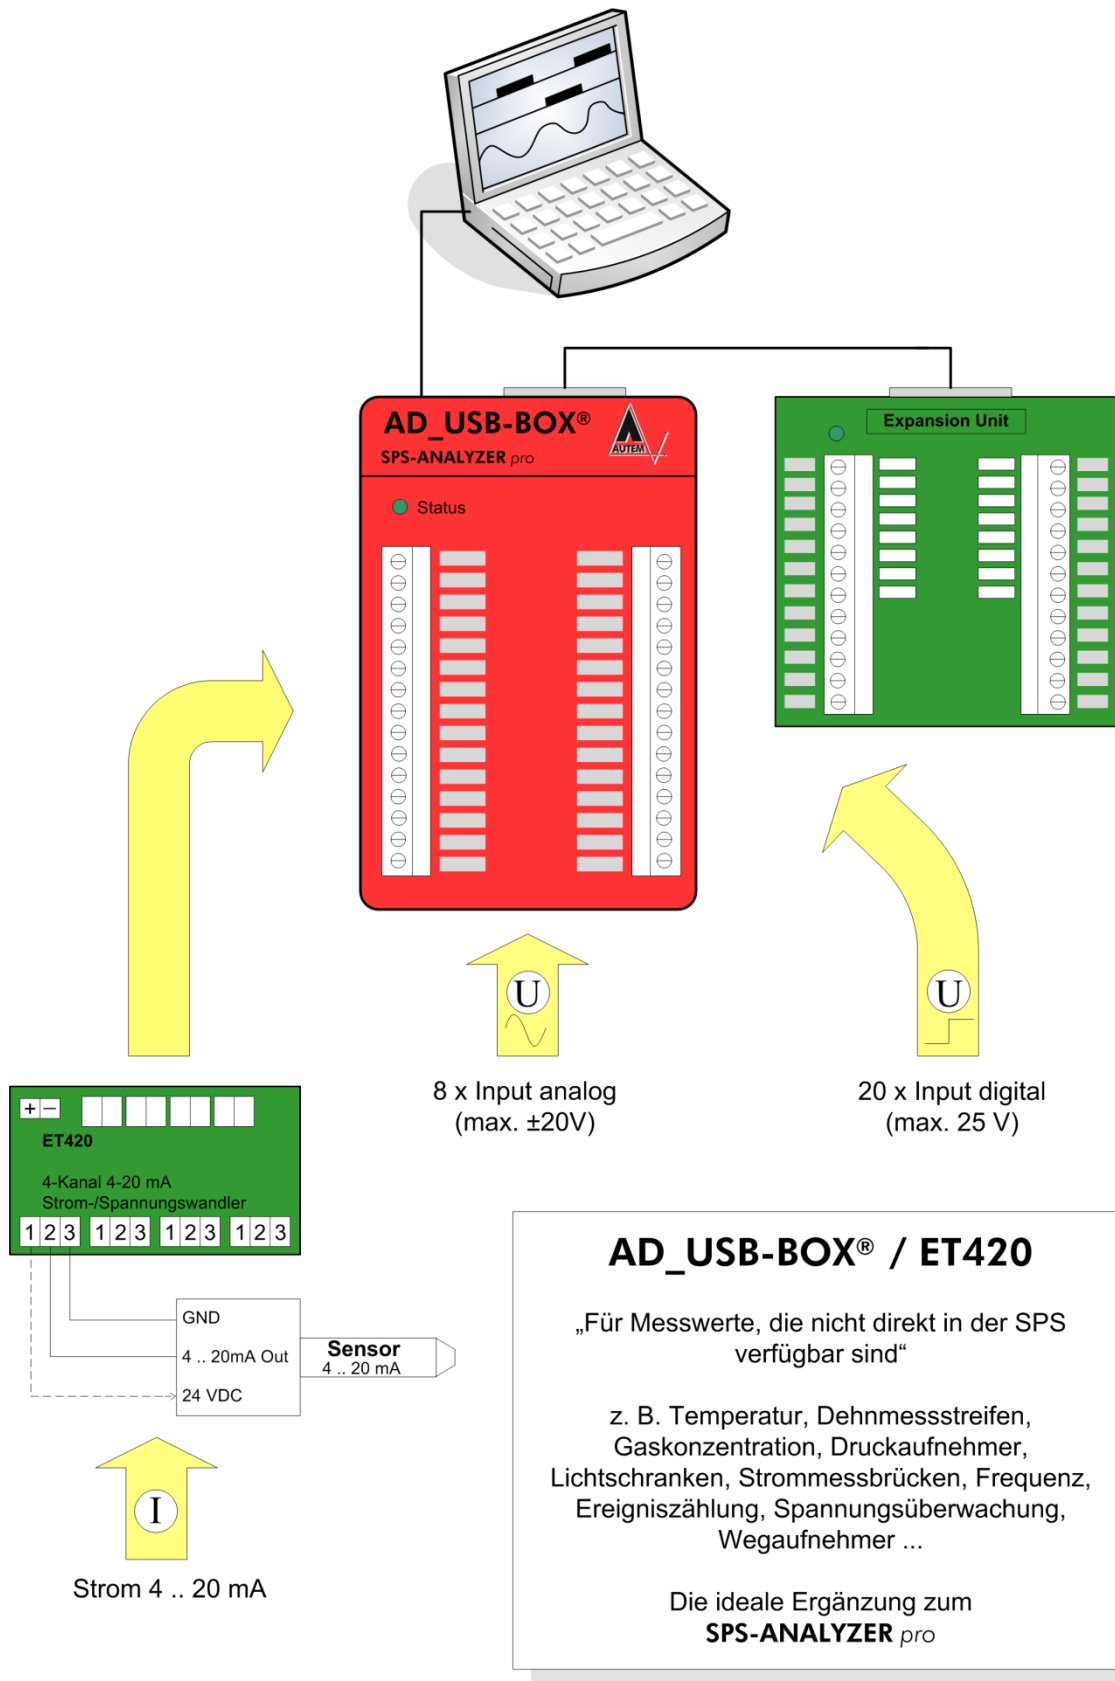 AD_USB-BOX®
SPS-ANALYZER pro
AUTEM
Status
Expansion Unit
U
8 x Input analog
(max. ±20V)
U
20 x Input digital
(max. 25 V)
+ −
ET420
4-Kanal 4-20 mA
Strom-/Spannungswandler
1 2 3 1 2 3 1 2 3 1 2 3
GND
4 .. 20mA Out
24 VDC
Sensor
4 .. 20 mA
I
Strom 4 .. 20 mA
AD_USB-BOX® / ET420
„Für Messwerte, die nicht direkt in der SPS
verfügbar sind“
z. B. Temperatur, Dehnmessstreifen,
Gaskonzentration, Druckaufnehmer,
Lichtschranken, Strommessbrücken, Frequenz,
Ereigniszählung, Spannungsüberwachung,
Wegaufnehmer ...
Die ideale Ergänzung zum
SPS-ANALYZER pro